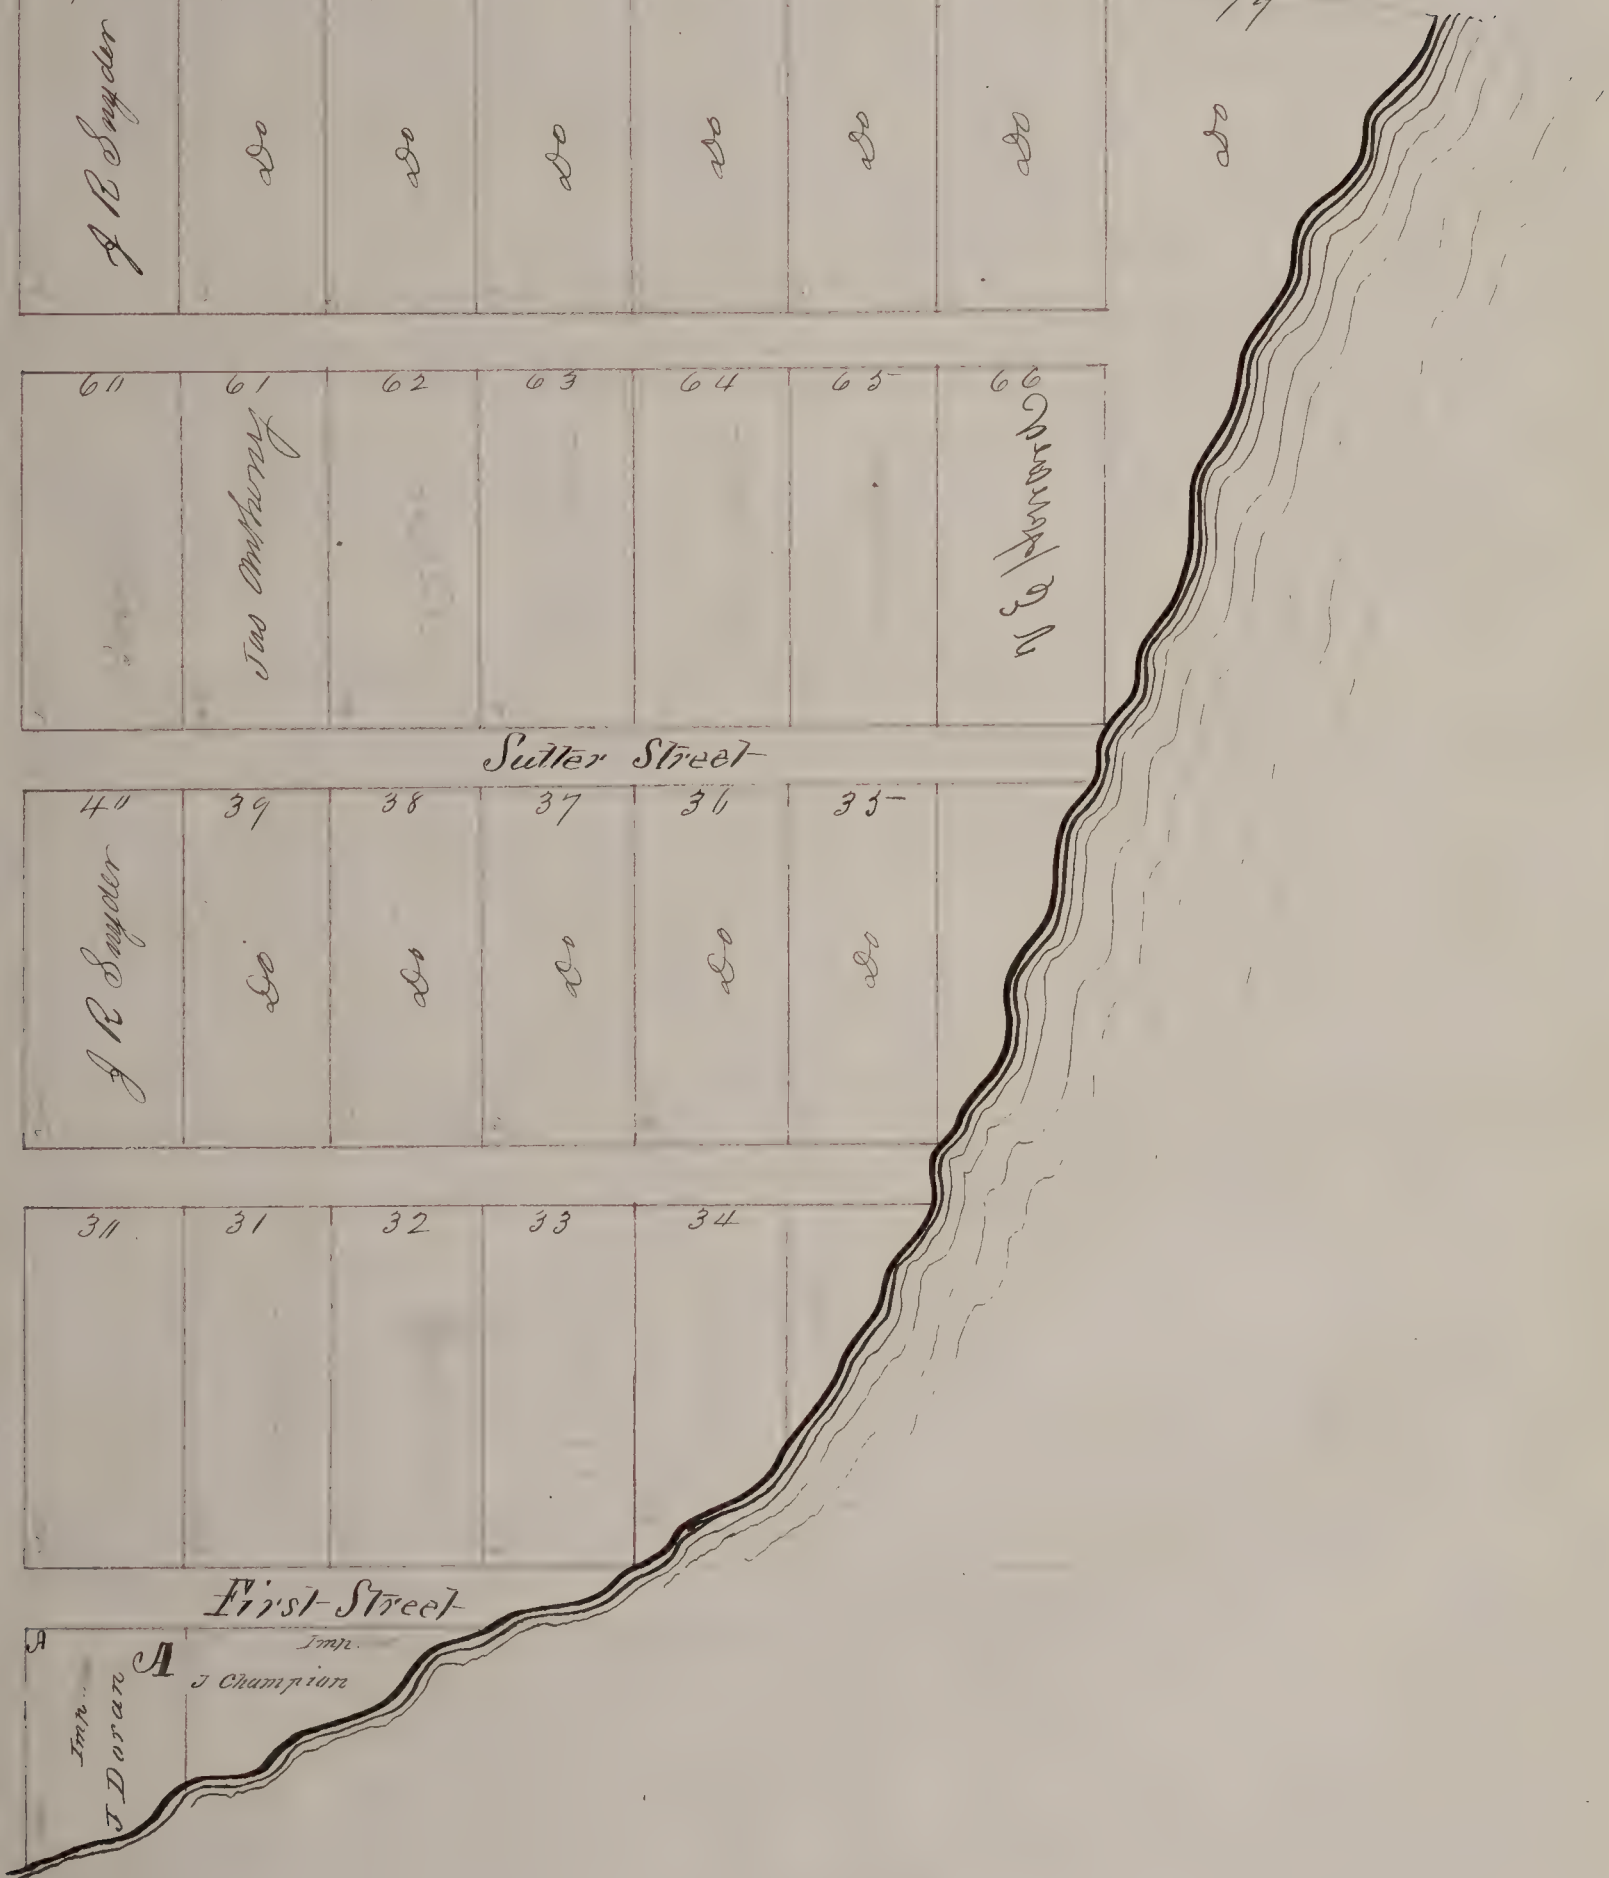 J R Snyder
Do
Do
Do
Do
Do
Do
Do
60
61
62
63
64
65
66
Jas Anthony
Sutter Street
40
39
38
37
36
35
J R Snyder
Do
Do
Do
Do
Do
30
31
32
33
34
First Street
A
A
Imp.
J Champion
Imp.
J Doran